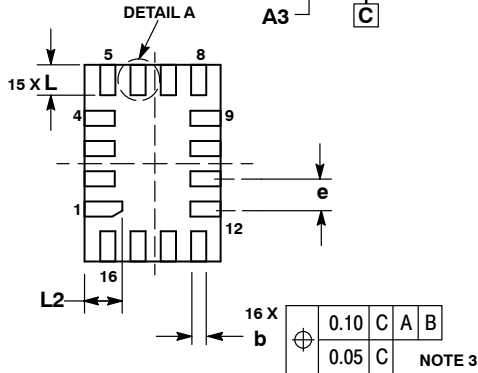 DETAIL A
A3
C
5
8
15 X L
4
9
e
1
12
16
L2
16 X
b
0.10 C A B
0.05 C
NOTE 3